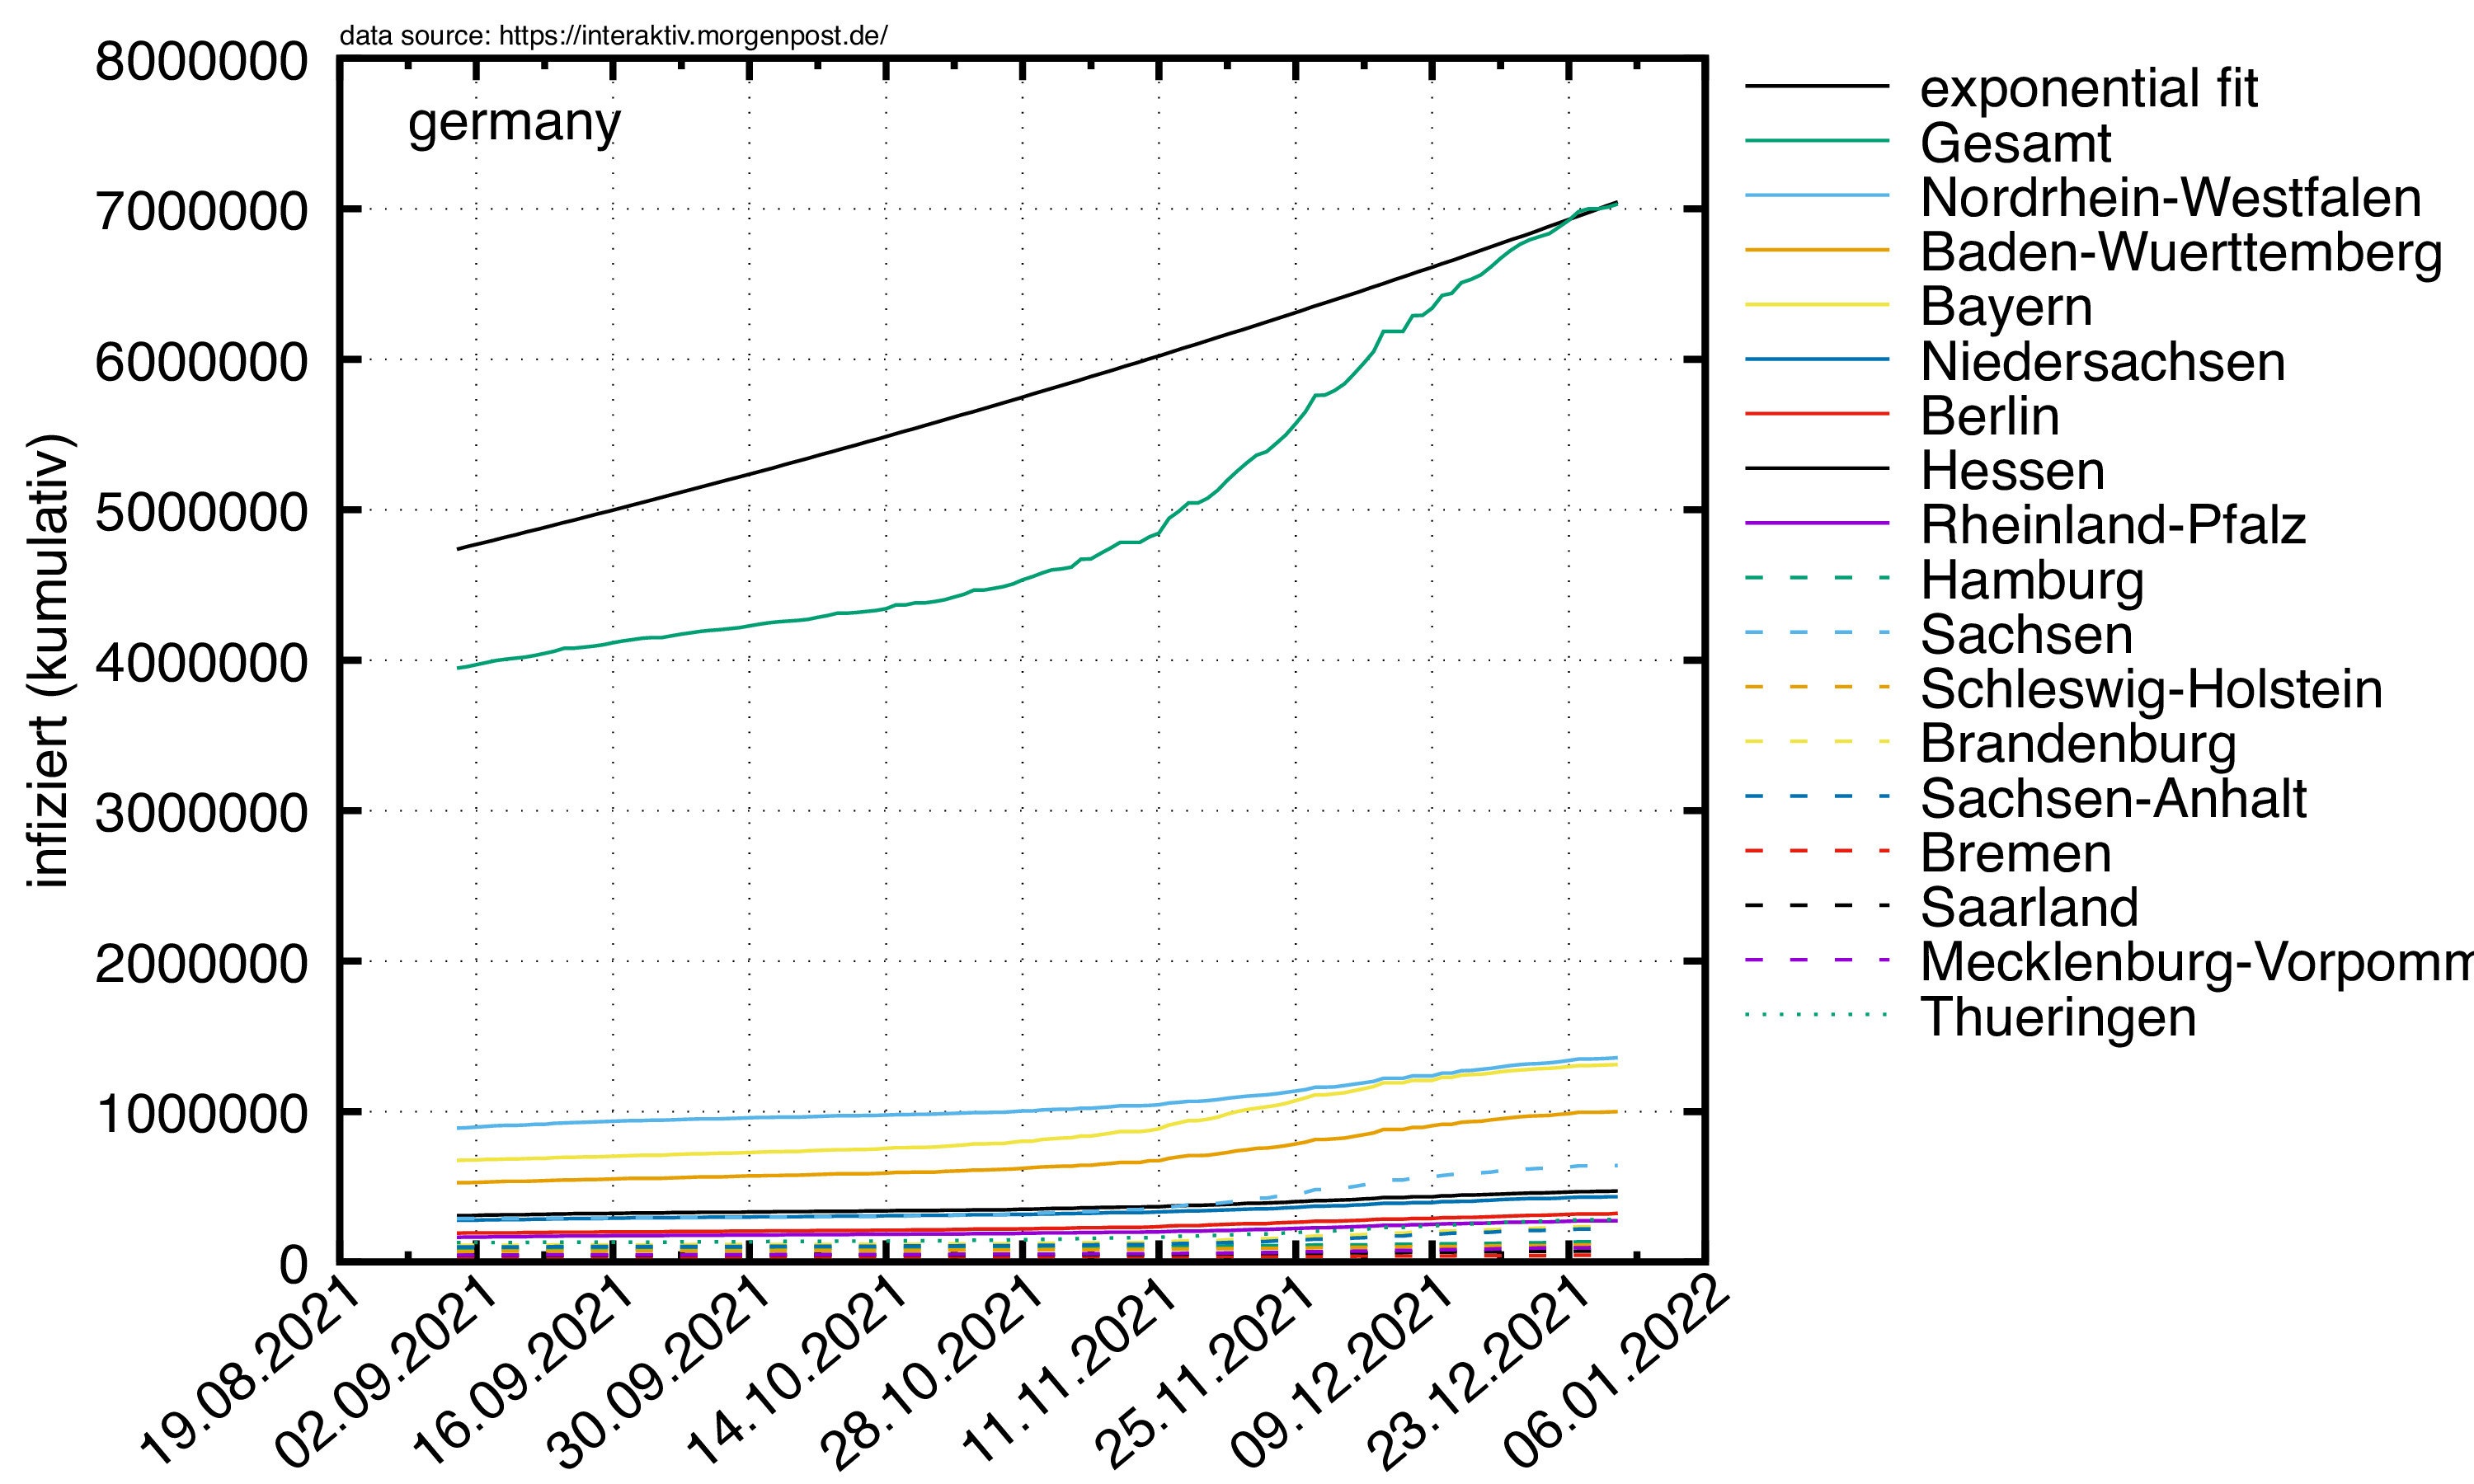 data source: https://interaktiv.morgenpost.de/
germany
infiziert (kumulativ)
8000000
7000000
6000000
5000000
4000000
3000000
2000000
1000000
0
19.08.2021
02.09.2021
16.09.2021
30.09.2021
14.10.2021
28.10.2021
11.11.2021
25.11.2021
09.12.2021
23.12.2021
06.01.2022
exponential fit
Gesamt
Nordrhein-Westfalen
Baden-Wuerttemberg
Bayern
Niedersachsen
Berlin
Hessen
Rheinland-Pfalz
Hamburg
Sachsen
Schleswig-Holstein
Brandenburg
Sachsen-Anhalt
Bremen
Saarland
Mecklenburg-Vorpomm
Thueringen